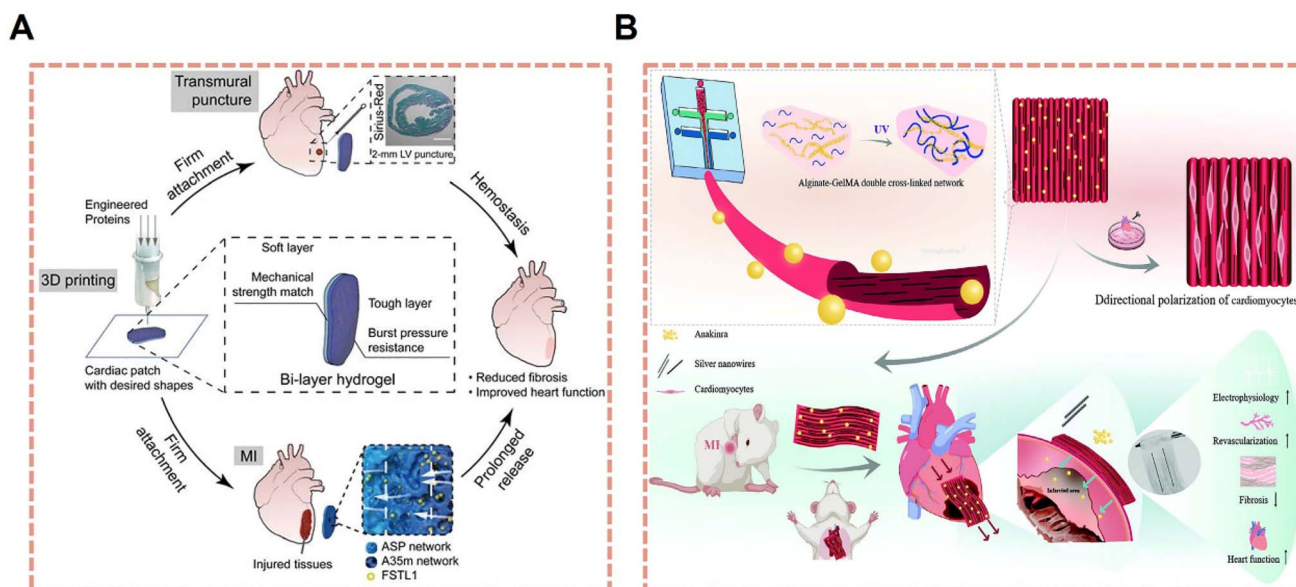 A
Transmural
puncture
Sirius-Red
2-mm LV puncture
Firm
attachment
Engineered
Proteins
3D printing
Cardiac patch
with desired shapes
Soft layer
Mechanical
strength match
Tough layer
Burst pressure
resistance
Bi-layer hydrogel
Hemostasis
• Reduced fibrosis
• Improved heart function
Firm
attachment
MI
Injured tissues
Prolonged
release
ASP network
A35m network
FSTL1
B
UV
Alginate-GelMA double cross-linked network
Ddirectional polarization of cardiomyocytes
Anakinra
Silver nanowires
Cardiomyocytes
MI
Infarcted area
Electrophysiology ↑
Revascularization ↑
Fibrosis ↓
Heart function ↑